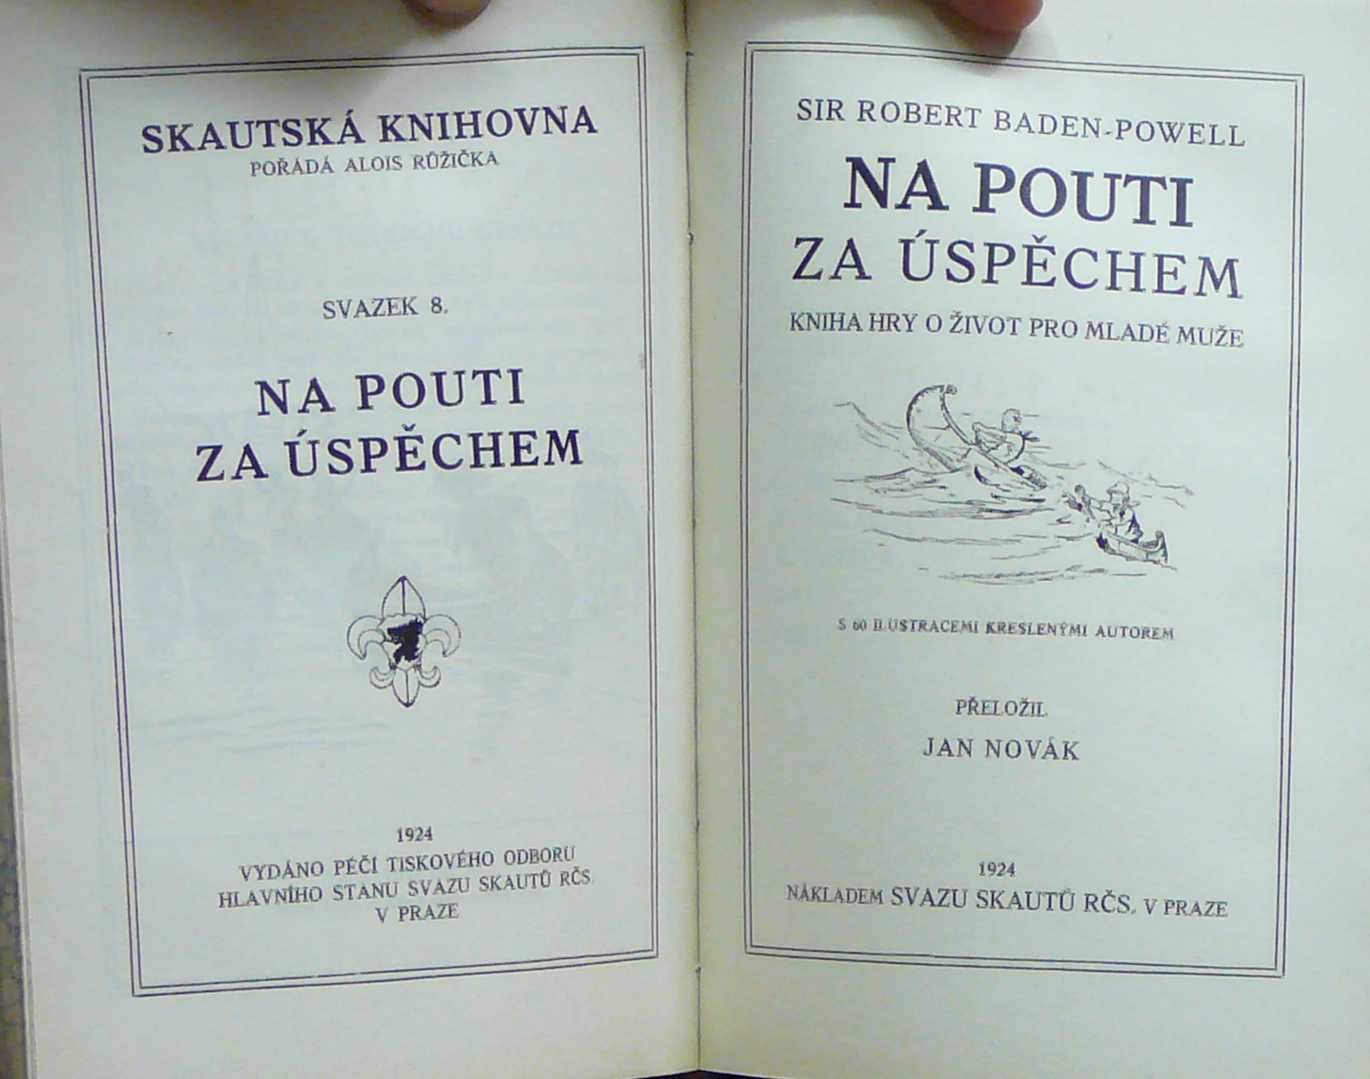 SKAUTSKÁ KNIHOVNA
POŘÁDÁ ALOIS RŮŽIČKA
SVAZEK 8.
NA POUTI
ZA ÚSPĚCHEM
1924
VYDÁNO PÉČÍ TISKOVÉHO ODBORU
HLAVNÍHO STANU SVAZU SKAUTŮ RČS.
V PRAZE
SIR ROBERT BADEN-POWELL
NA POUTI
ZA ÚSPĚCHEM
KNIHA HRY O ŽIVOT PRO MLADÉ MUŽE
S 60 ILUSTRACEMI KRESLENÝMI AUTOREM
PŘELOŽIL
JAN NOVÁK
1924
NÁKLADEM SVAZU SKAUTŮ RČS. V PRAZE